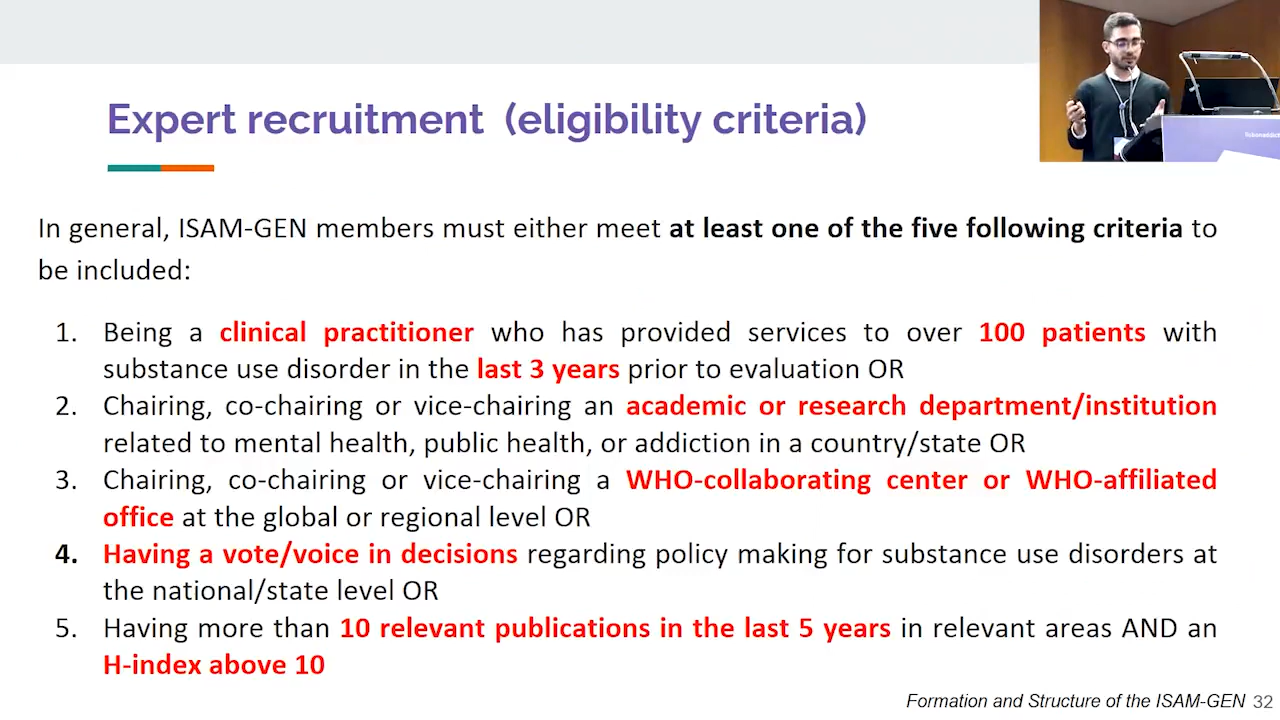 Expert recruitment (eligibility criteria)
In general, ISAM-GEN members must either meet at least one of the five following criteria to
be included:
1. Being a clinical practitioner who has provided services to over 100 patients with
substance use disorder in the last 3 years prior to evaluation OR
2. Chairing, co-chairing or vice-chairing an academic or research department/institution
related to mental health, public health, or addiction in a country/state OR
3. Chairing, co-chairing or vice-chairing a WHO-collaborating center or WHO-affiliated
office at the global or regional level OR
4. Having a vote/voice in decisions regarding policy making for substance use disorders at
the national/state level OR
5. Having more than 10 relevant publications in the last 5 years in relevant areas AND an
H-index above 10
Formation and Structure of the ISAM-GEN 32